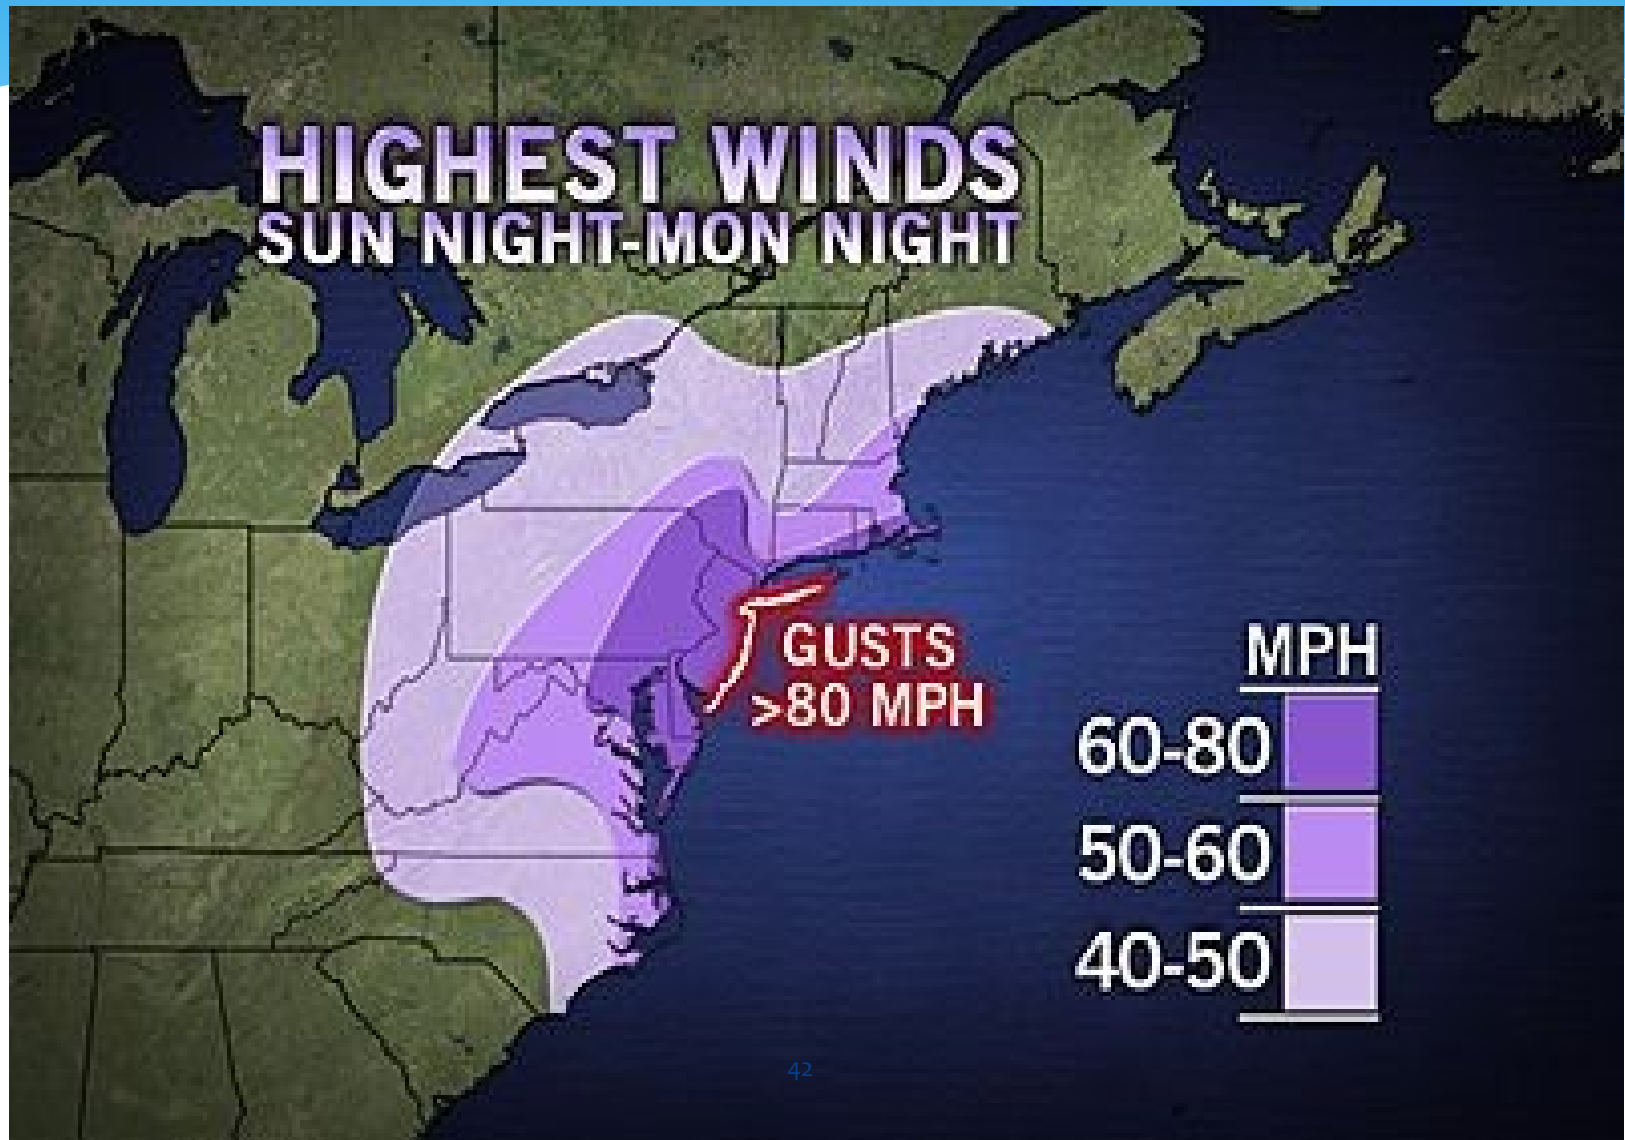 HIGHEST WINDS
SUN NIGHT-MON NIGHT
GUSTS
>80 MPH
MPH
60-80
50-60
40-50
42